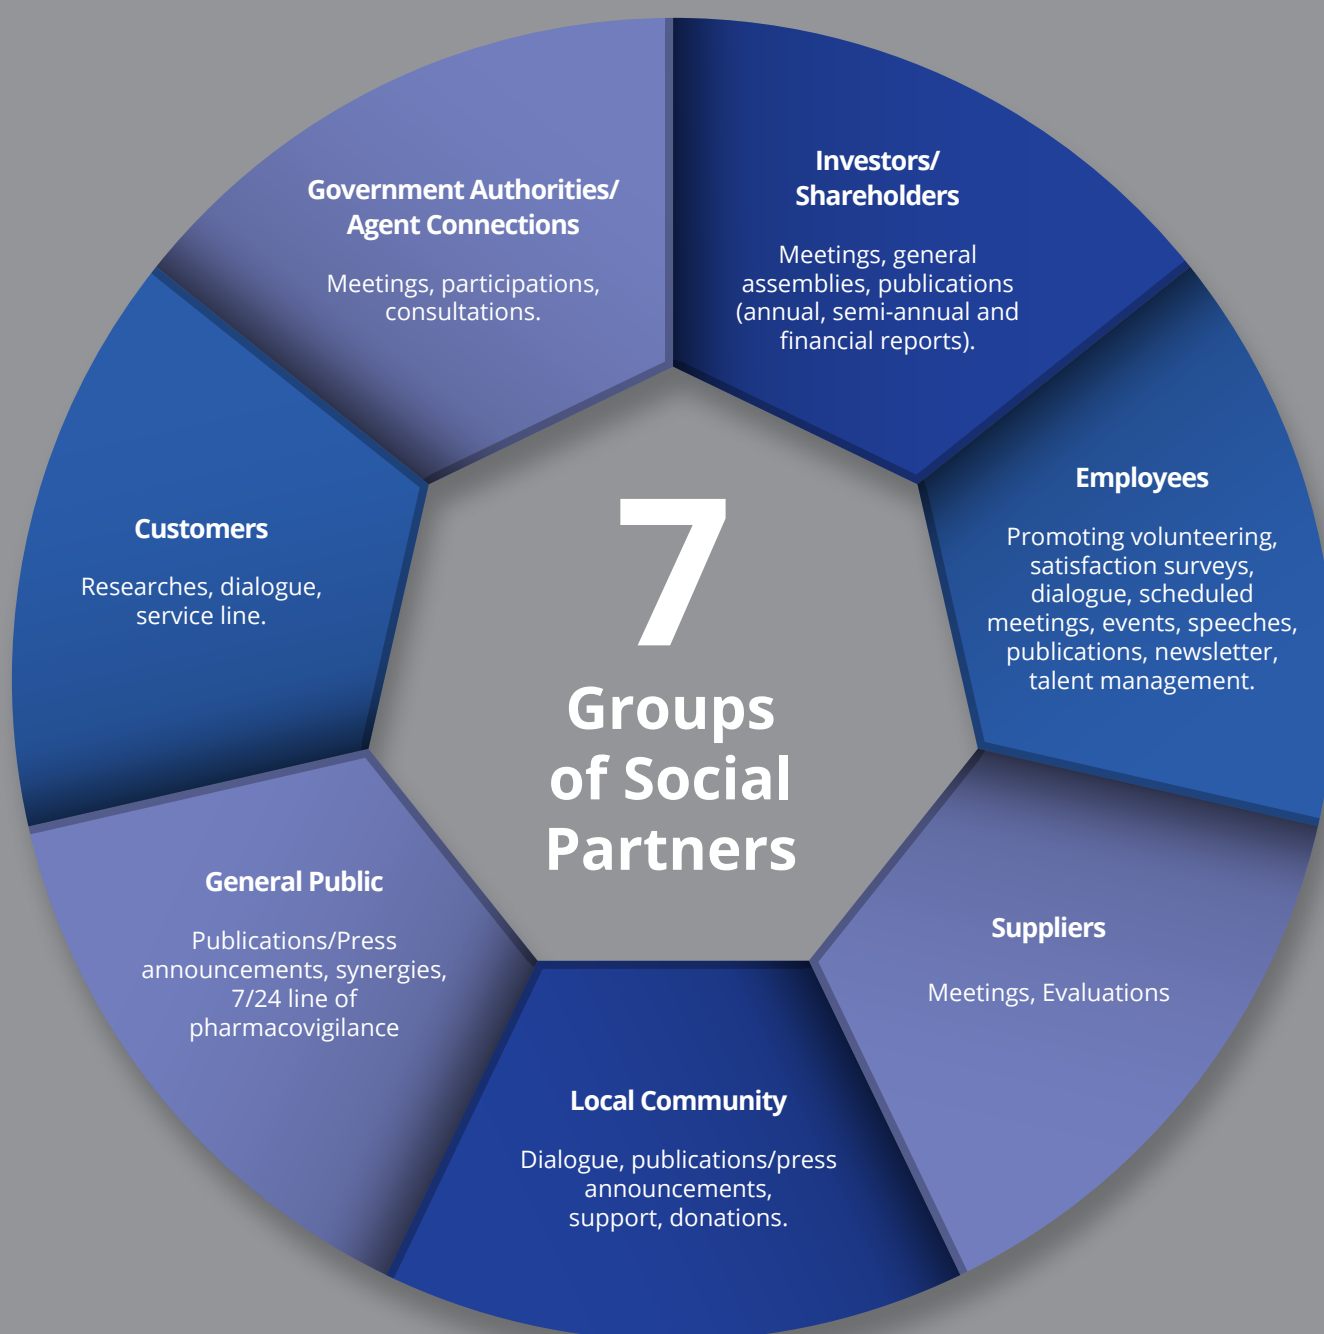 7
Groups
of Social
Partners
Investors/
Shareholders
Meetings, general
assemblies, publications
(annual, semi-annual and
financial reports).
Employees
Promoting volunteering,
satisfaction surveys,
dialogue, scheduled
meetings, events, speeches,
publications, newsletter,
talent management.
Suppliers
Meetings, Evaluations
Local Community
Dialogue, publications/press
announcements,
support, donations.
General Public
Publications/Press
announcements, synergies,
7/24 line of
pharmacovigilance
Customers
Researches, dialogue,
service line.
Government Authorities/
Agent Connections
Meetings, participations,
consultations.